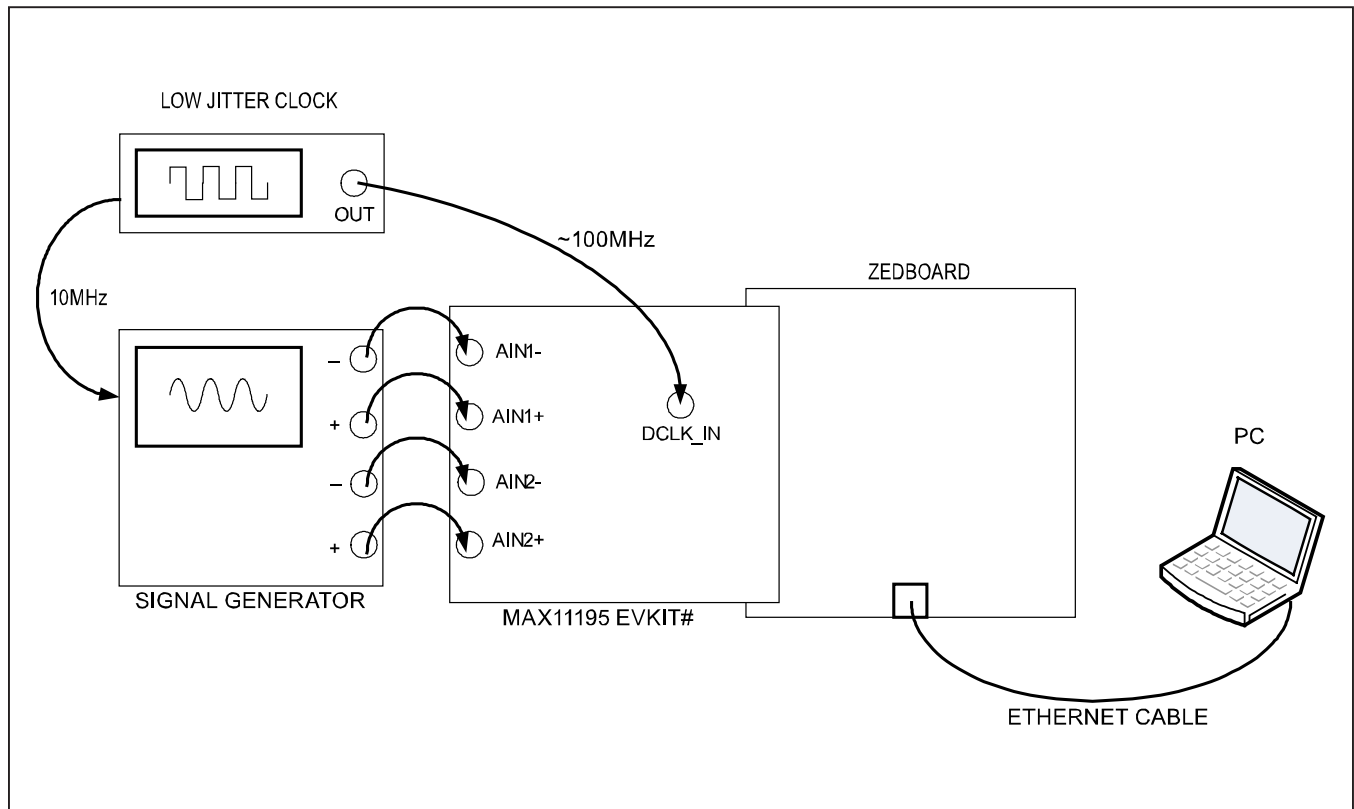 LOW JITTER CLOCK
OUT
~100MHz
10MHz
ZEDBOARD
–
+
–
+
AIN1-
AIN1+
AIN2-
AIN2+
DCLK_IN
PC
SIGNAL GENERATOR
MAX11195 EVKIT#
ETHERNET CABLE